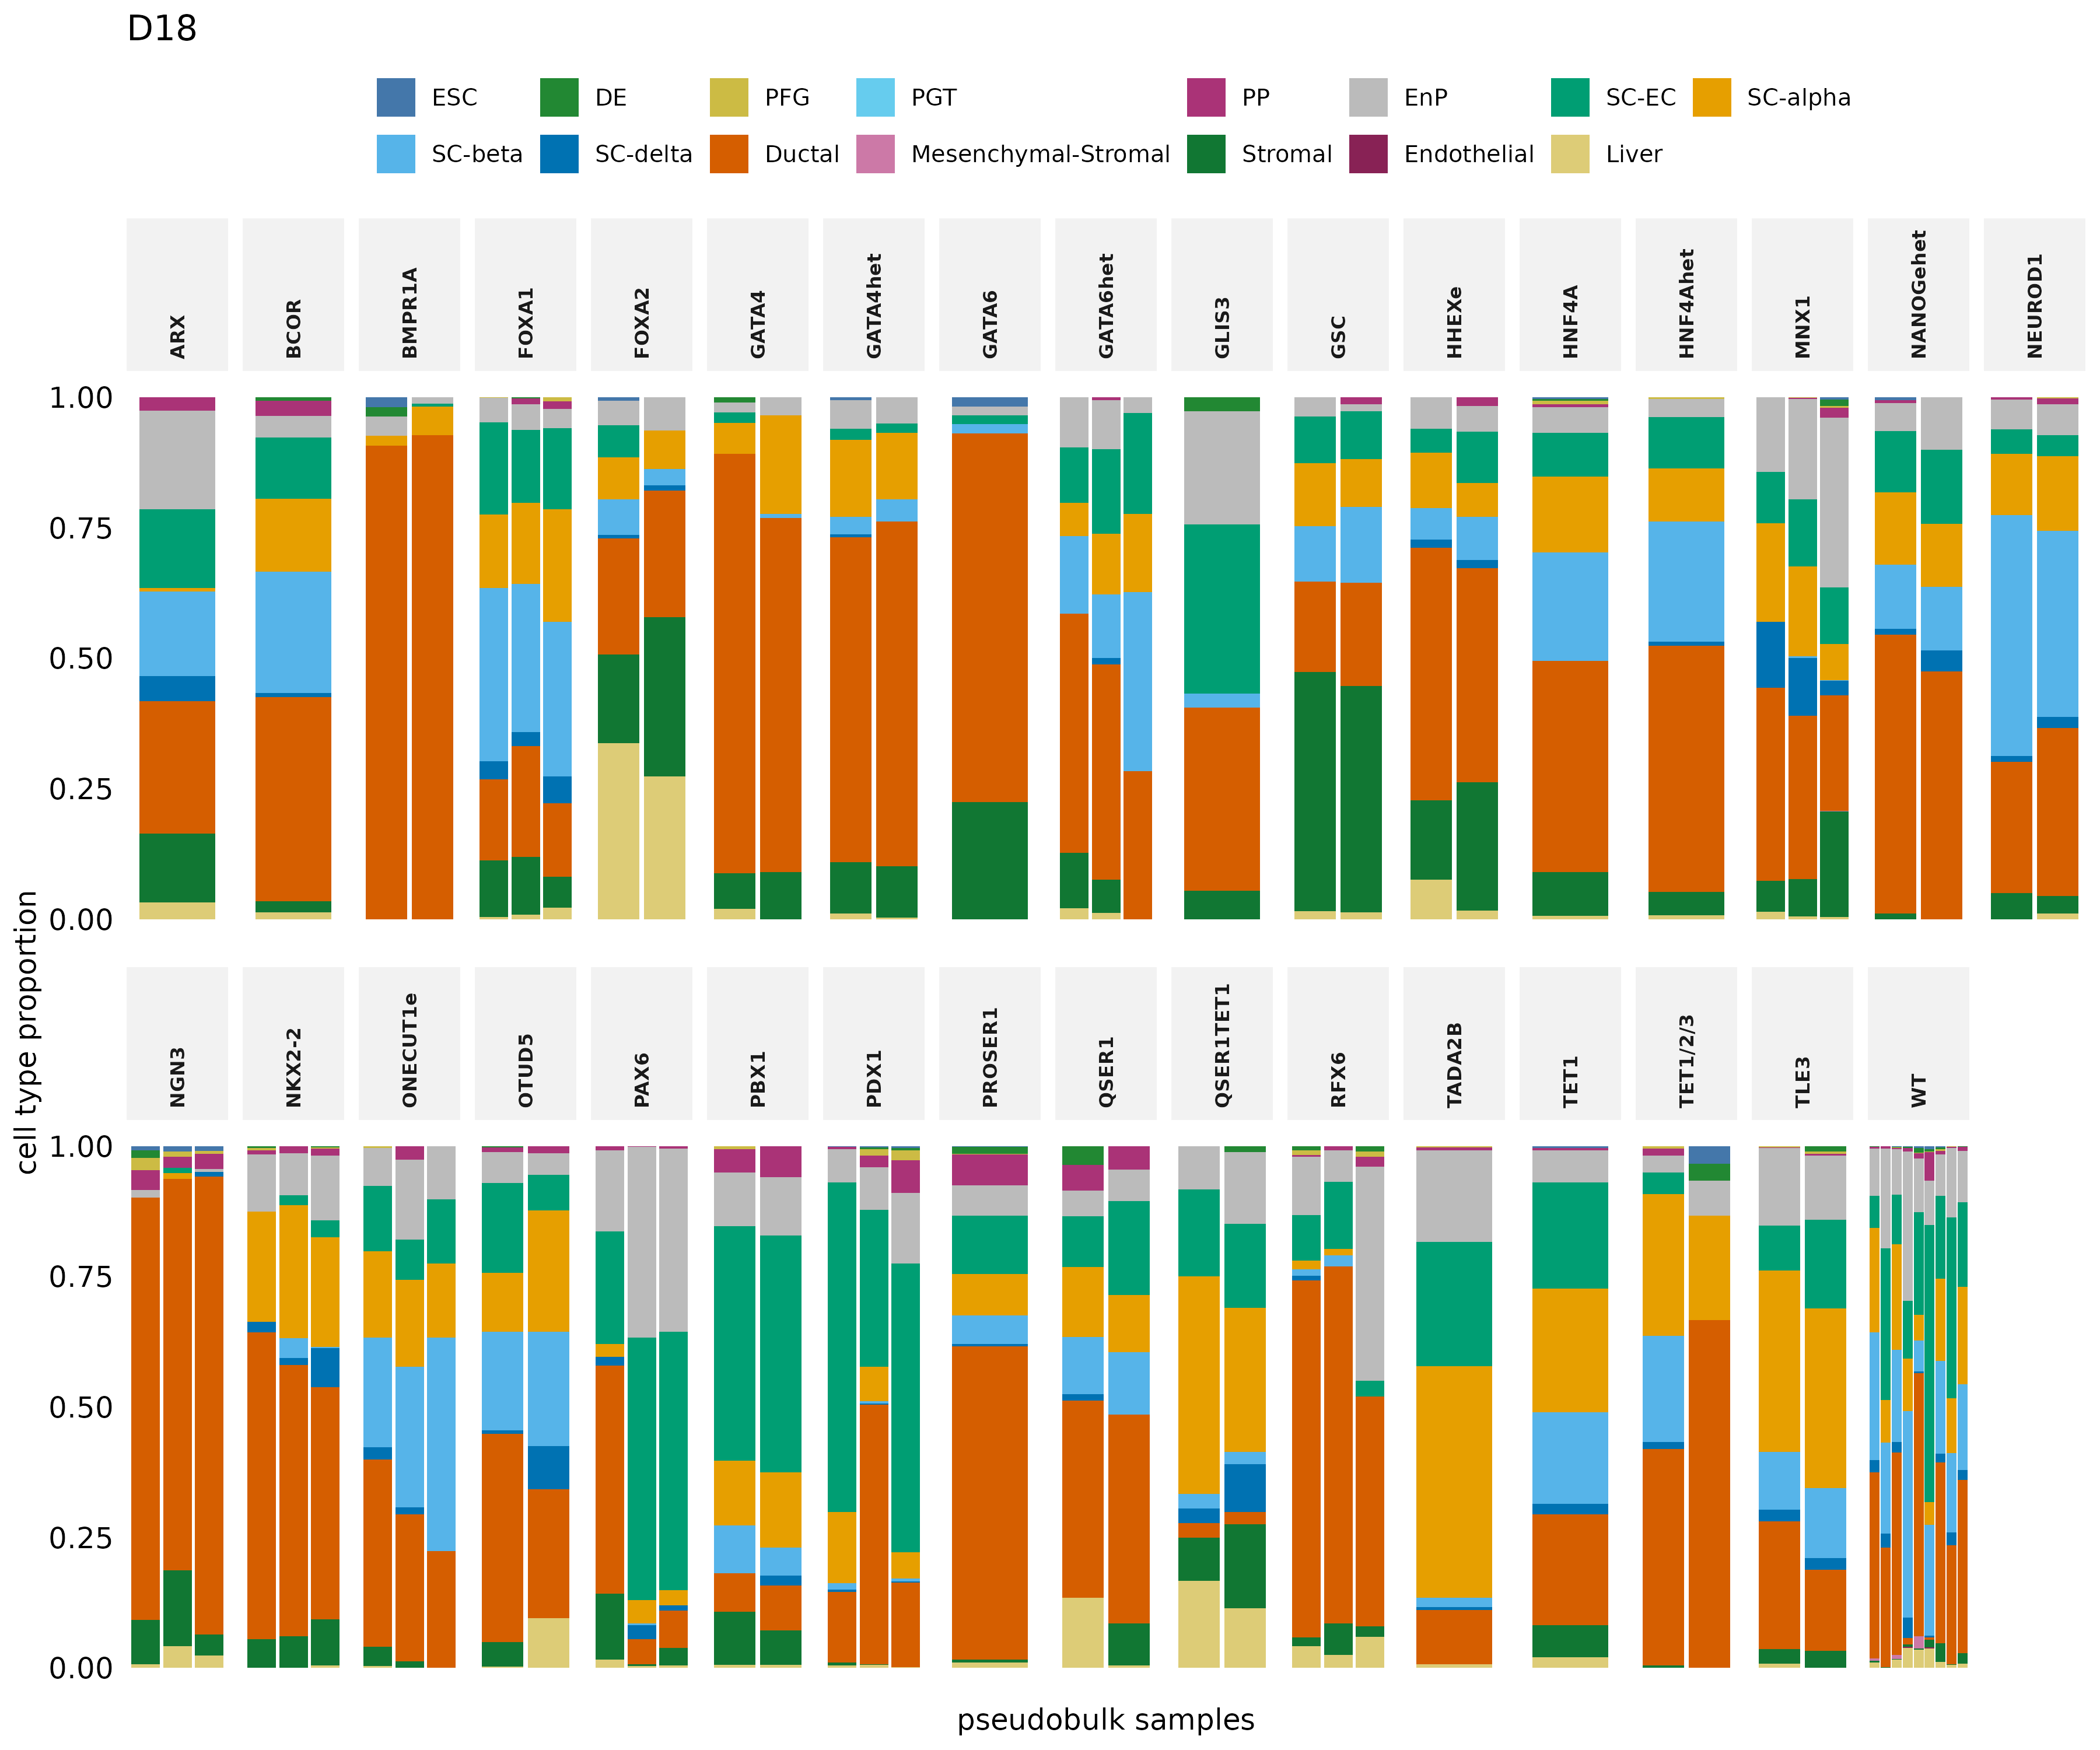 D18
ESC DE PFG PGT PP EnP SC-EC SC-alpha
SC-beta SC-delta Ductal Mesenchymal-Stromal Stromal Endothelial Liver
ARX BCOR BMPR1A FOXA1 FOXA2 GATA4 GATA4het GATA6 GATA6het GLIS3 GSC HHEXe HNF4A HNF4Ahet MNX1 NANOGehet NEUROD1
1.00
0.75
0.50
0.25
0.00
cell type proportion
NGN3 NKX2-2 ONECUT1e OTUD5 PAX6 PBX1 PDX1 PROSER1 QSER1 QSER1TET1 RFX6 TADA2B TET1 TET1/2/3 TLE3 WT
1.00
0.75
0.50
0.25
0.00
pseudobulk samples